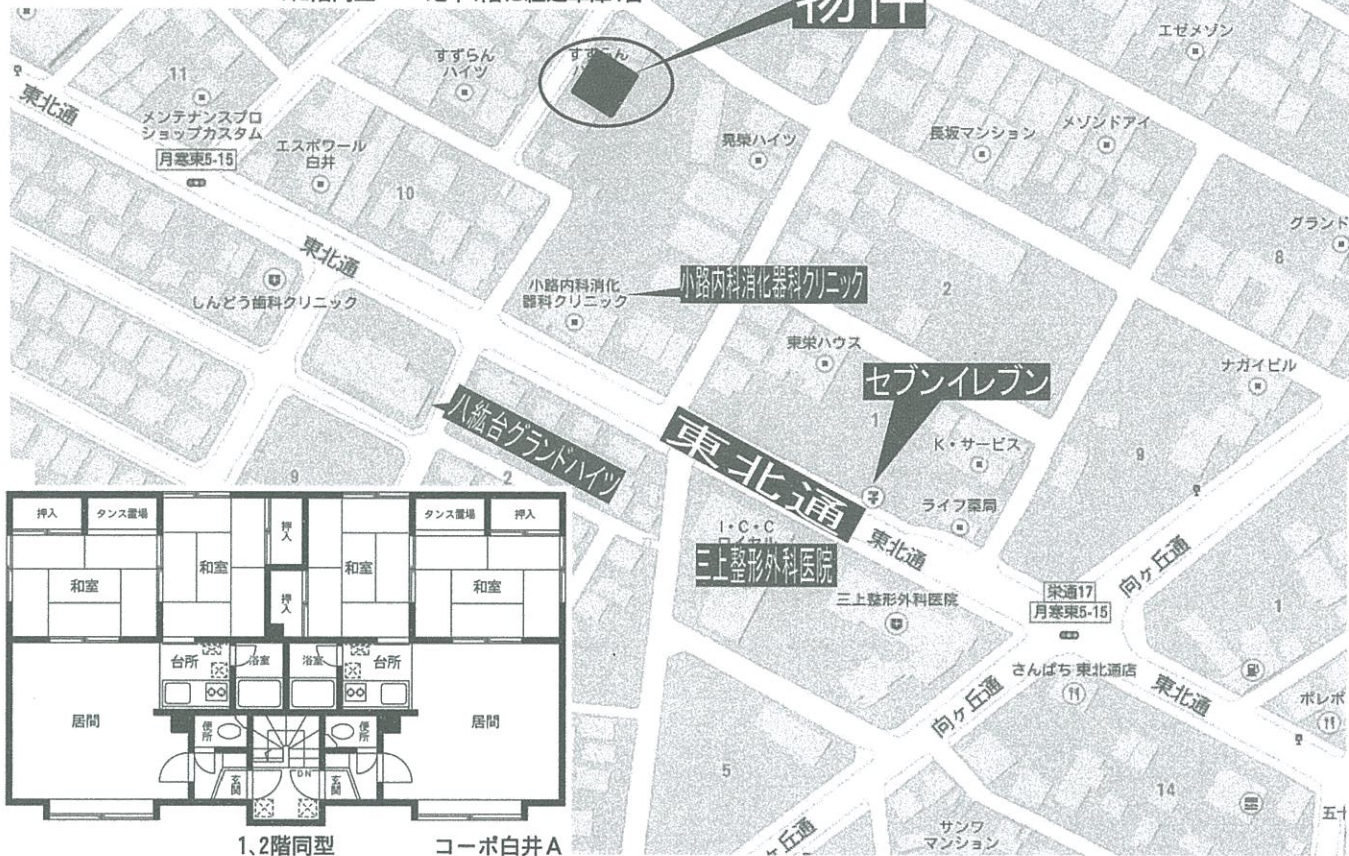 物件
エゼメゾン
すずらん
ハイツ
すずらん
11
東北通
メンテナンスプロ
ショップカスタム
月寒東5-15
エスポワール
白井
10
晃栄ハイツ
長坂マンション
メゾンドアイ
グランド
8
東北通
しんどう歯科クリニック
小路内科消化
器科クリニック
小路内科消化器科クリニック
2
東栄ハウス
セブンイレブン
ナガイビル
1
K・サービス
八紘台グランドハイツ
東北通
9
2
9
ライフ薬局
I・C・C
ロイヤル
三上整形外科医院
東北通
三上整形外科医院
向ヶ丘通
栄通17
月寒東5-15
1
さんぱち 東北通店
東北通
向ヶ丘通
ポレポ
5
14
サンワ
マンション
五十
ヶ丘通
押入
タンス置場
和室
和室
押入
押入
和室
タンス置場
押入
和室
台所
浴室
浴室
台所
居間
便所
便所
居間
玄関
DN
玄関
1、2階同型
コーポ白井A